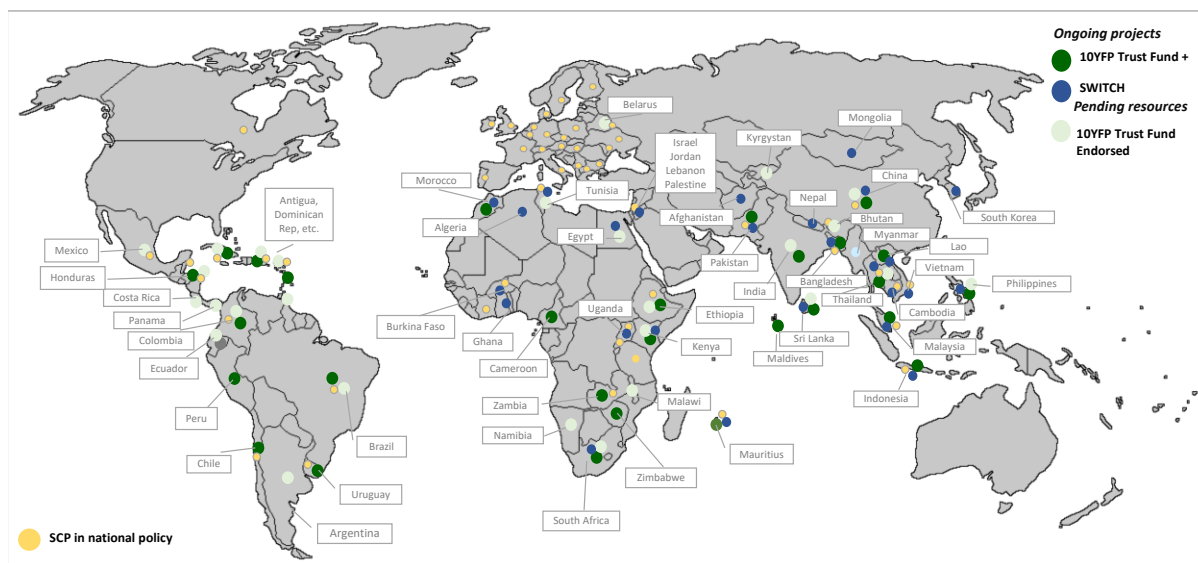 Ongoing projects
10YFP Trust Fund +
SWITCH
Pending resources
10YFP Trust Fund
Endorsed
Belarus
Mongolia
Israel
Jordan
Lebanon
Palestine
Kyrgystan
Morocco
Tunisia
China
Antigua,
Dominican
Rep, etc.
Algeria
Afghanistan
Nepal
Bhutan
South Korea
Mexico
Egypt
Myanmar
Lao
Honduras
Pakistan
Vietnam
Bangladesh
Philippines
Costa Rica
India
Thailand
Panama
Burkina Faso
Uganda
Ethiopia
Cambodia
Colombia
Ghana
Kenya
Sri Lanka
Malaysia
Ecuador
Cameroon
Maldives
Peru
Zambia
Malawi
Indonesia
Namibia
Brazil
Mauritius
Chile
Zimbabwe
Uruguay
South Africa
Argentina
SCP in national policy